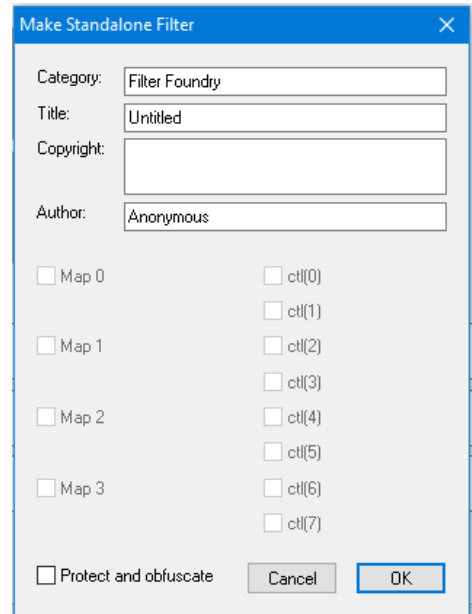 Make Standalone Filter
Category: Filter Foundry
Title: Untitled
Copyright:
Author: Anonymous
Map 0 ctl(0)
ctl(1)
Map 1 ctl(2)
ctl(3)
Map 2 ctl(4)
ctl(5)
Map 3 ctl(6)
ctl(7)
Protect and obfuscate Cancel OK